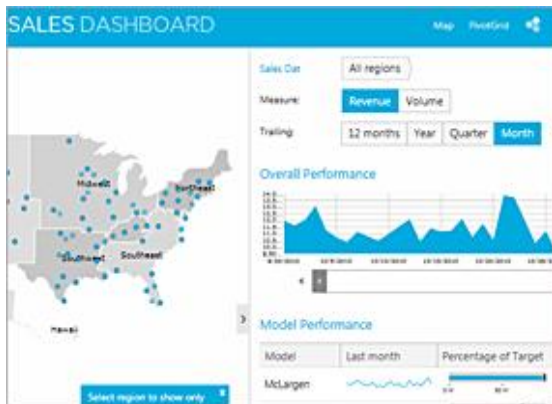 SALES DASHBOARD
Map PivotGrid
Sales Dat All regions
Measure: Revenue Volume
Trailing: 12 months Year Quarter Month
Overall Performance
Midwest
Northeast
Southwest
Southeast
Hawaii
Model Performance
Model Last month Percentage of Target
McLargen
Select region to show only